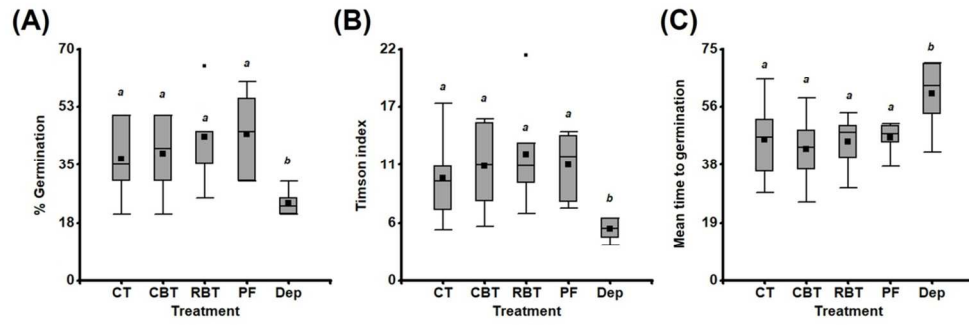 (A)
70
53
35
18
0
% Germination
a
a
a
a
b
CT CBT RBT PF Dep
Treatment
(B)
22
17
11
6
0
Timson index
a
a
a
a
b
CT CBT RBT PF Dep
Treatment
(C)
75
56
38
19
0
Mean time to germination
a
a
a
a
b
CT CBT RBT PF Dep
Treatment